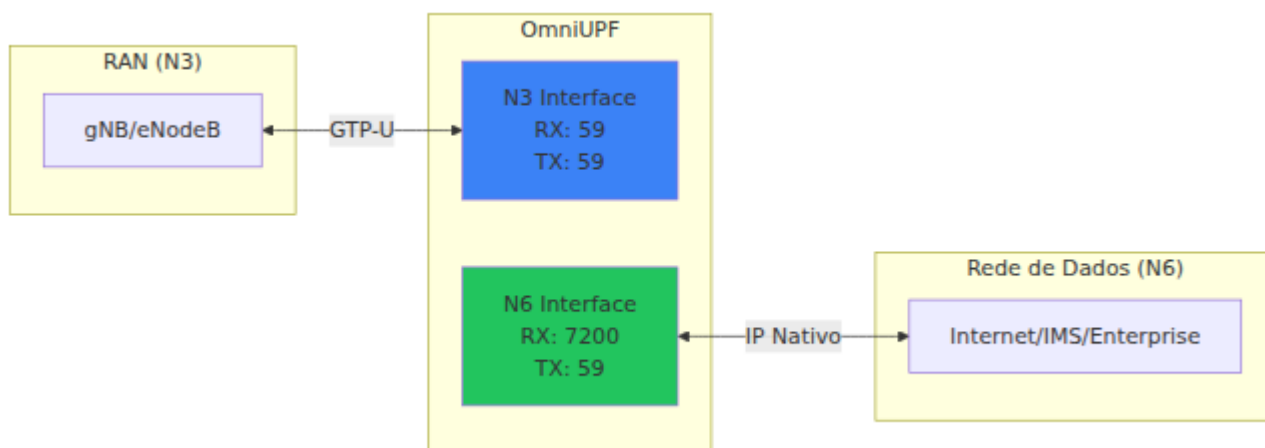 RAN (N3)
gNB/eNodeB
GTP-U
OmniUPF
N3 Interface
RX: 59
TX: 59
N6 Interface
RX: 7200
TX: 59
IP Nativo
Rede de Dados (N6)
Internet/IMS/Enterprise